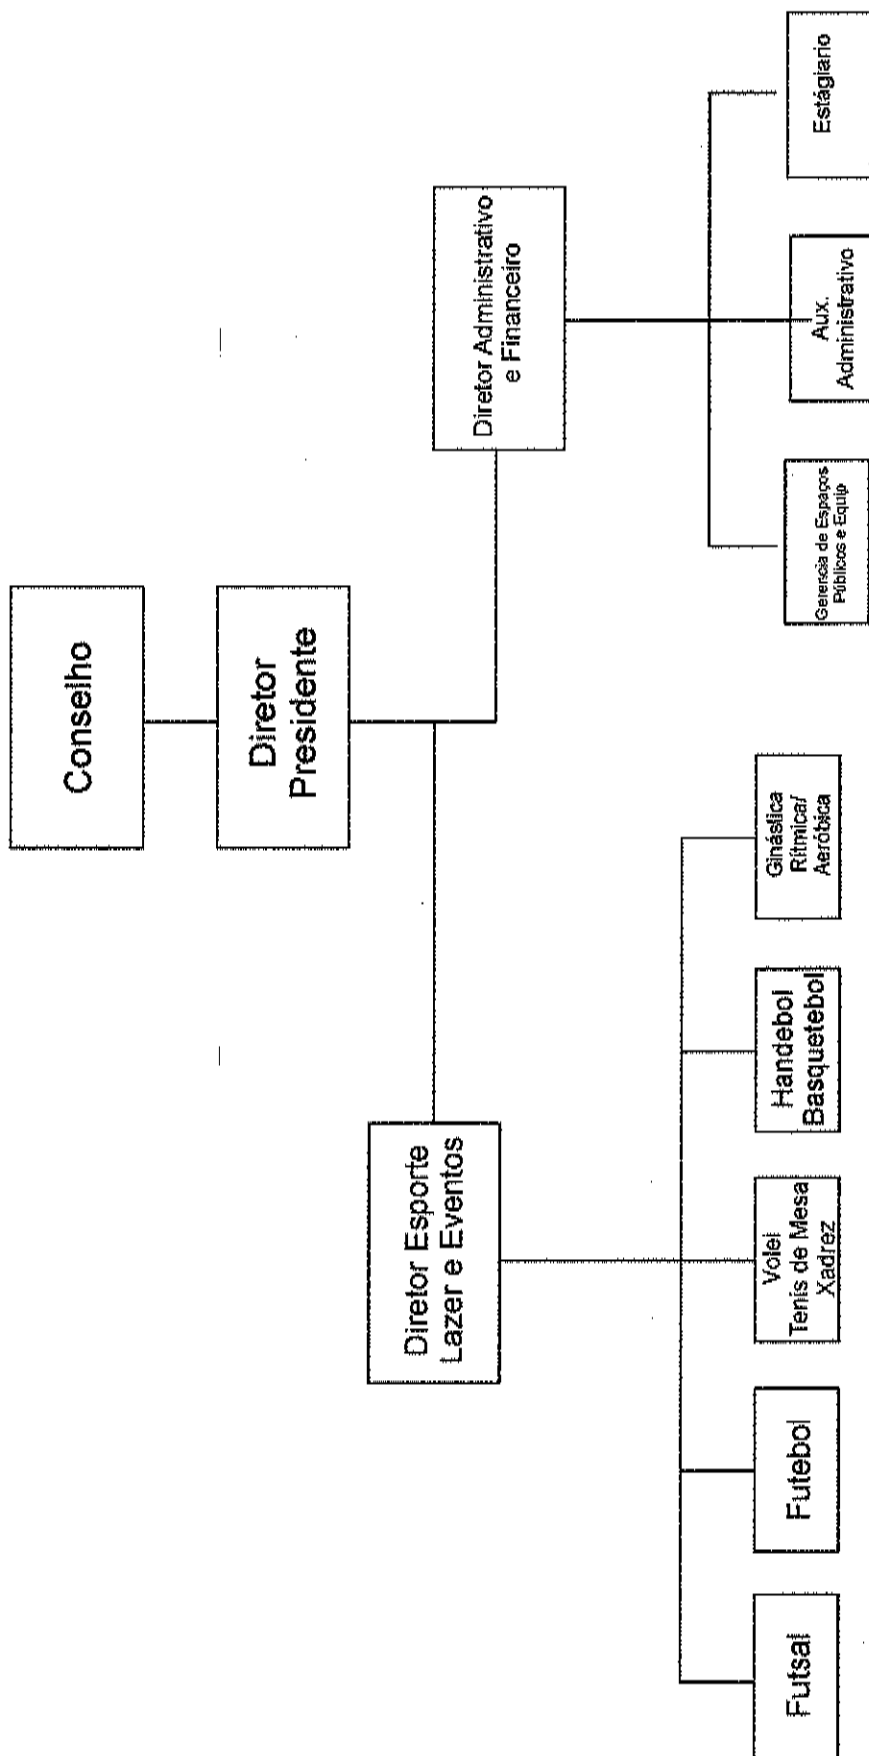 Conselho
Diretor
Presidente
Diretor Esporte
Lazer e Eventos
Diretor Administrativo
e Financeiro
Futsal
Futebol
Volei
Tenis de Mesa
Xadrez
Handebol
Basquetebol
Ginástica
Rítmica/
Aeróbica
Gerencia de Espaços
Públicos e Equip
Aux.
Administrativo
Estágiario